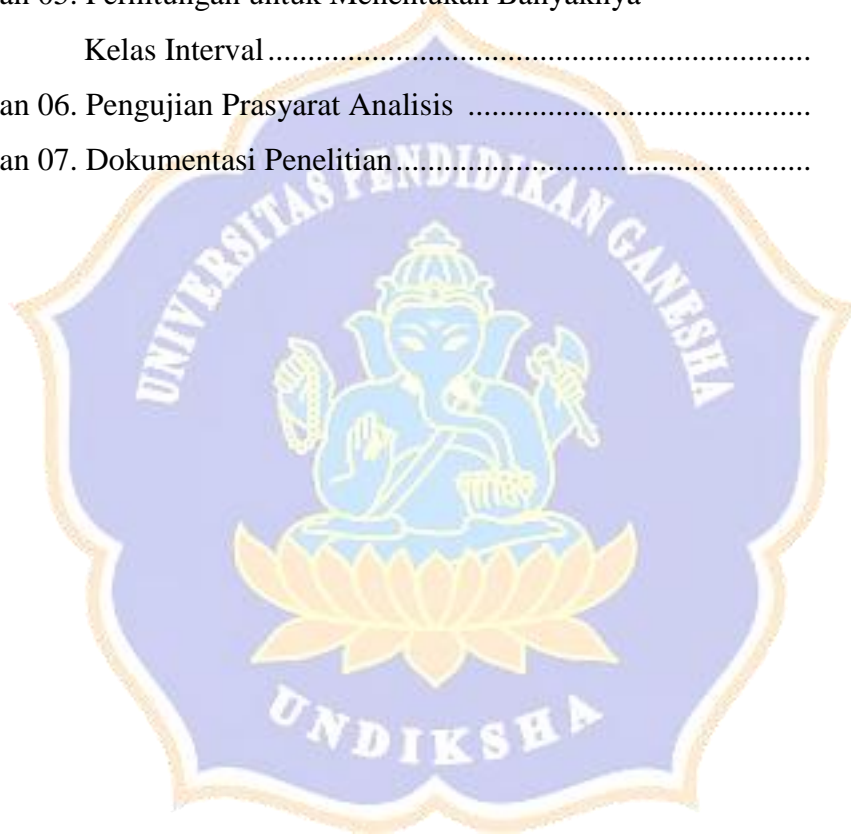 an 05. Perhitungan untuk Menentukan Banyaknya
Kelas Interval...................................................................
an 06. Pengujian Prasyarat Analisis ..........................................
an 07. Dokumentasi Penelitian...................................................
UNIVERSITAS PENDIDIKAN GANESHA
UNDIKSHA